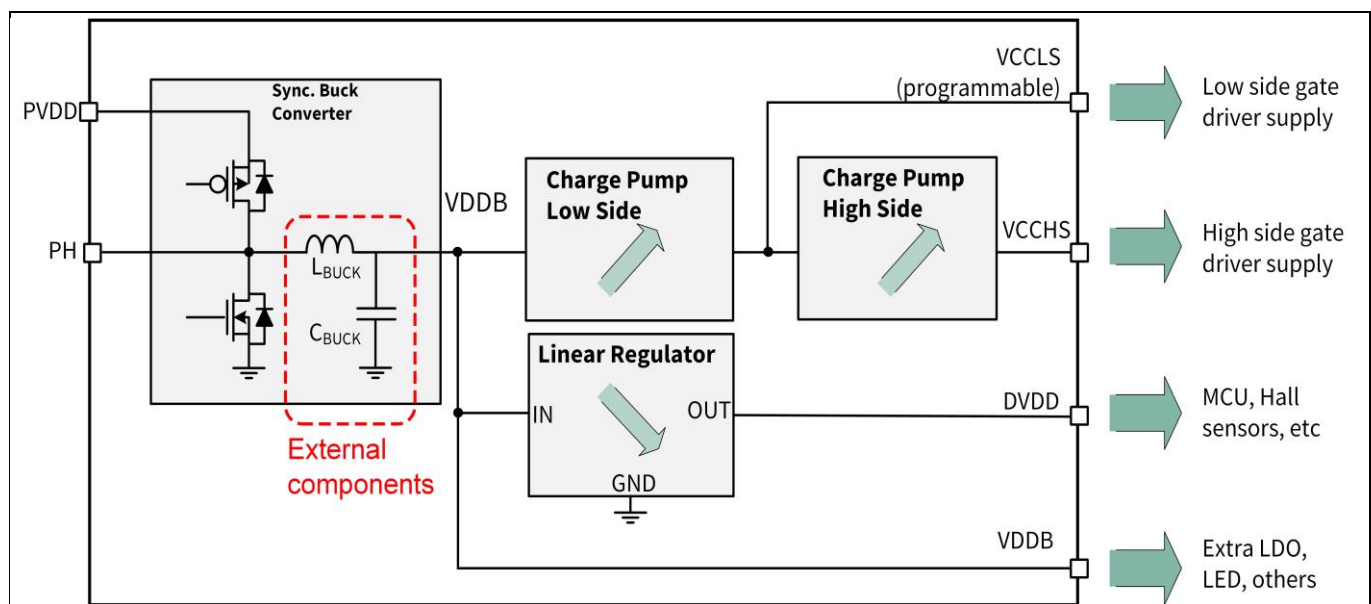 Sync. Buck
Converter
PVDD
PH
VDDB
LBUCK
CBUCK
External
components
Charge Pump
Low Side
Charge Pump
High Side
Linear Regulator
IN
OUT
GND
VCCLS
(programmable)
VCCHS
DVDD
VDDB
Low side gate
driver supply
High side gate
driver supply
MCU, Hall
sensors, etc
Extra LDO,
LED, others